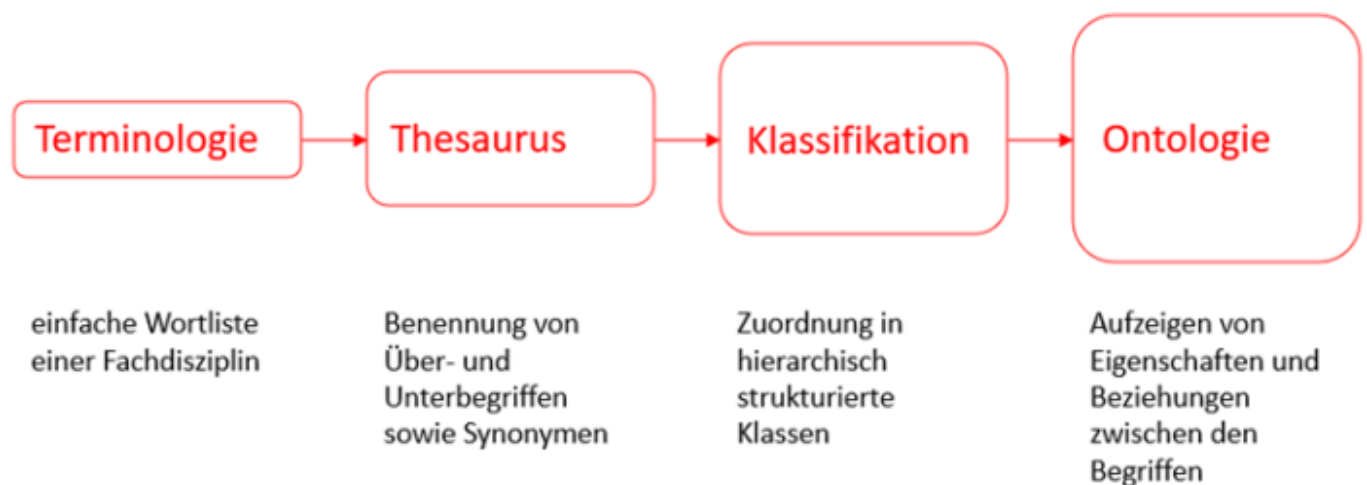 Terminologie
Thesaurus
Klassifikation
Ontologie
einfache Wortliste
einer Fachdisziplin
Benennung von
Über- und
Unterbegriffen
sowie Synonymen
Zuordnung in
hierarchisch
strukturierte
Klassen
Aufzeigen von
Eigenschaften und
Beziehungen
zwischen den
Begriffen